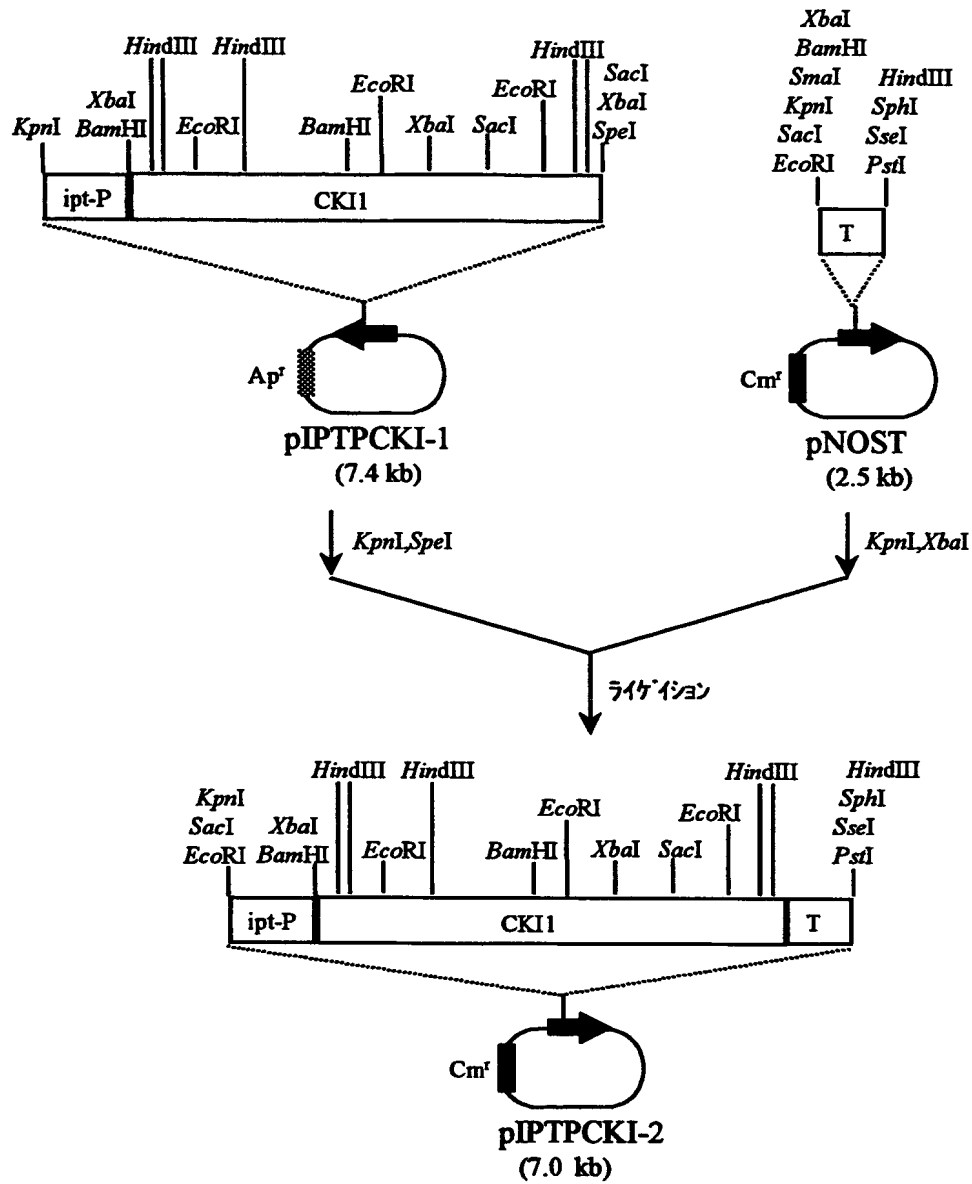 HindIII
HindIII
HindIII
XbaI
BamHI
KpnI
EcoRI
BamHI
EcoRI
XbaI
SacI
EcoRI
SacI
XbaI
SpeI
ipt-P
CKI1
Apʳ
pIPTPCKI-1
(7.4 kb)
XbaI
BamHI
SmaI
KpnI
SacI
EcoRI
HindIII
SphI
SseI
PstI
T
Cmʳ
pNOST
(2.5 kb)
KpnI,SpeI
KpnI,XbaI
ライゲイション
HindIII
HindIII
HindIII
KpnI
SacI
EcoRI
XbaI
BamHI
EcoRI
BamHI
EcoRI
XbaI
SacI
EcoRI
HindIII
SphI
SseI
PstI
ipt-P
CKI1
T
Cmʳ
pIPTPCKI-2
(7.0 kb)